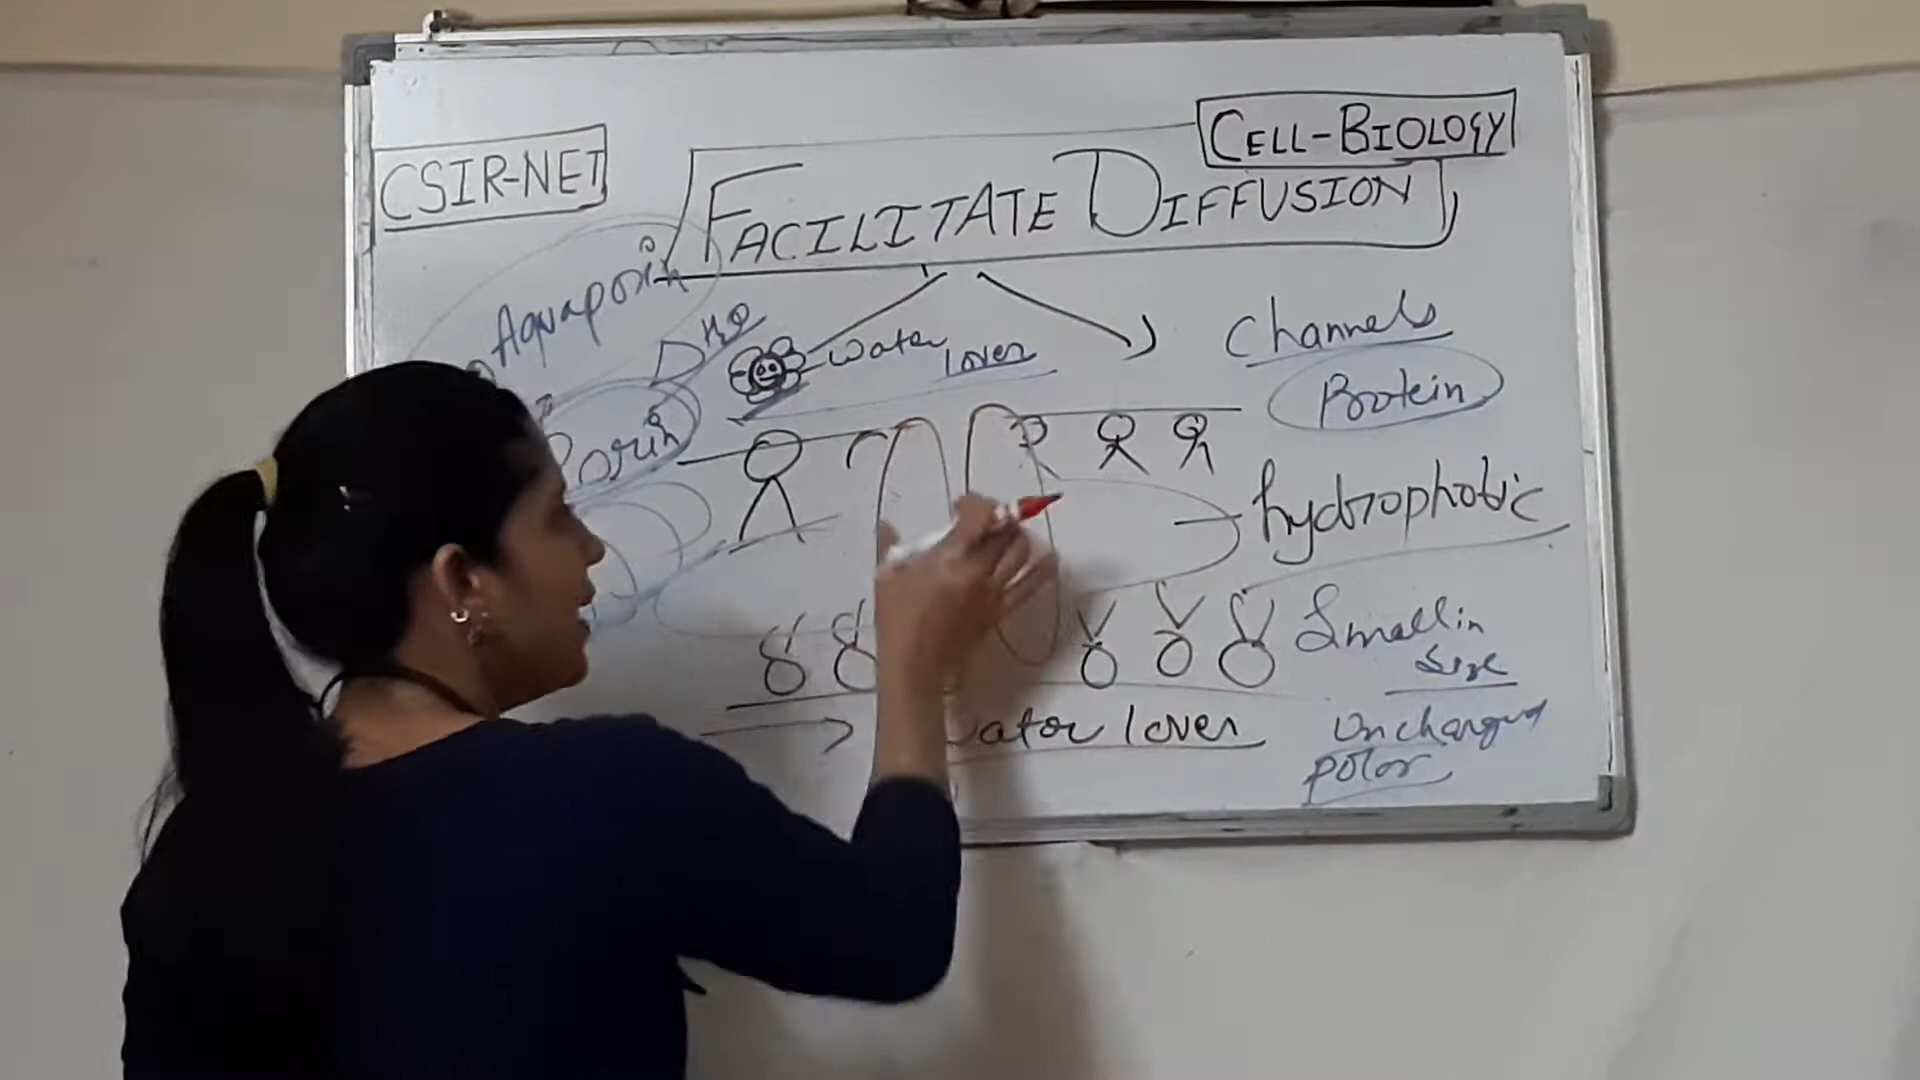 CELL-BIOLOGY
CSIR-NET
FACILITATE DIFFUSION
Aquaporin
H2O
Water lover
Channels
Protein
Porin
hydrophobic
Small in size
water lover
Uncharged
polar